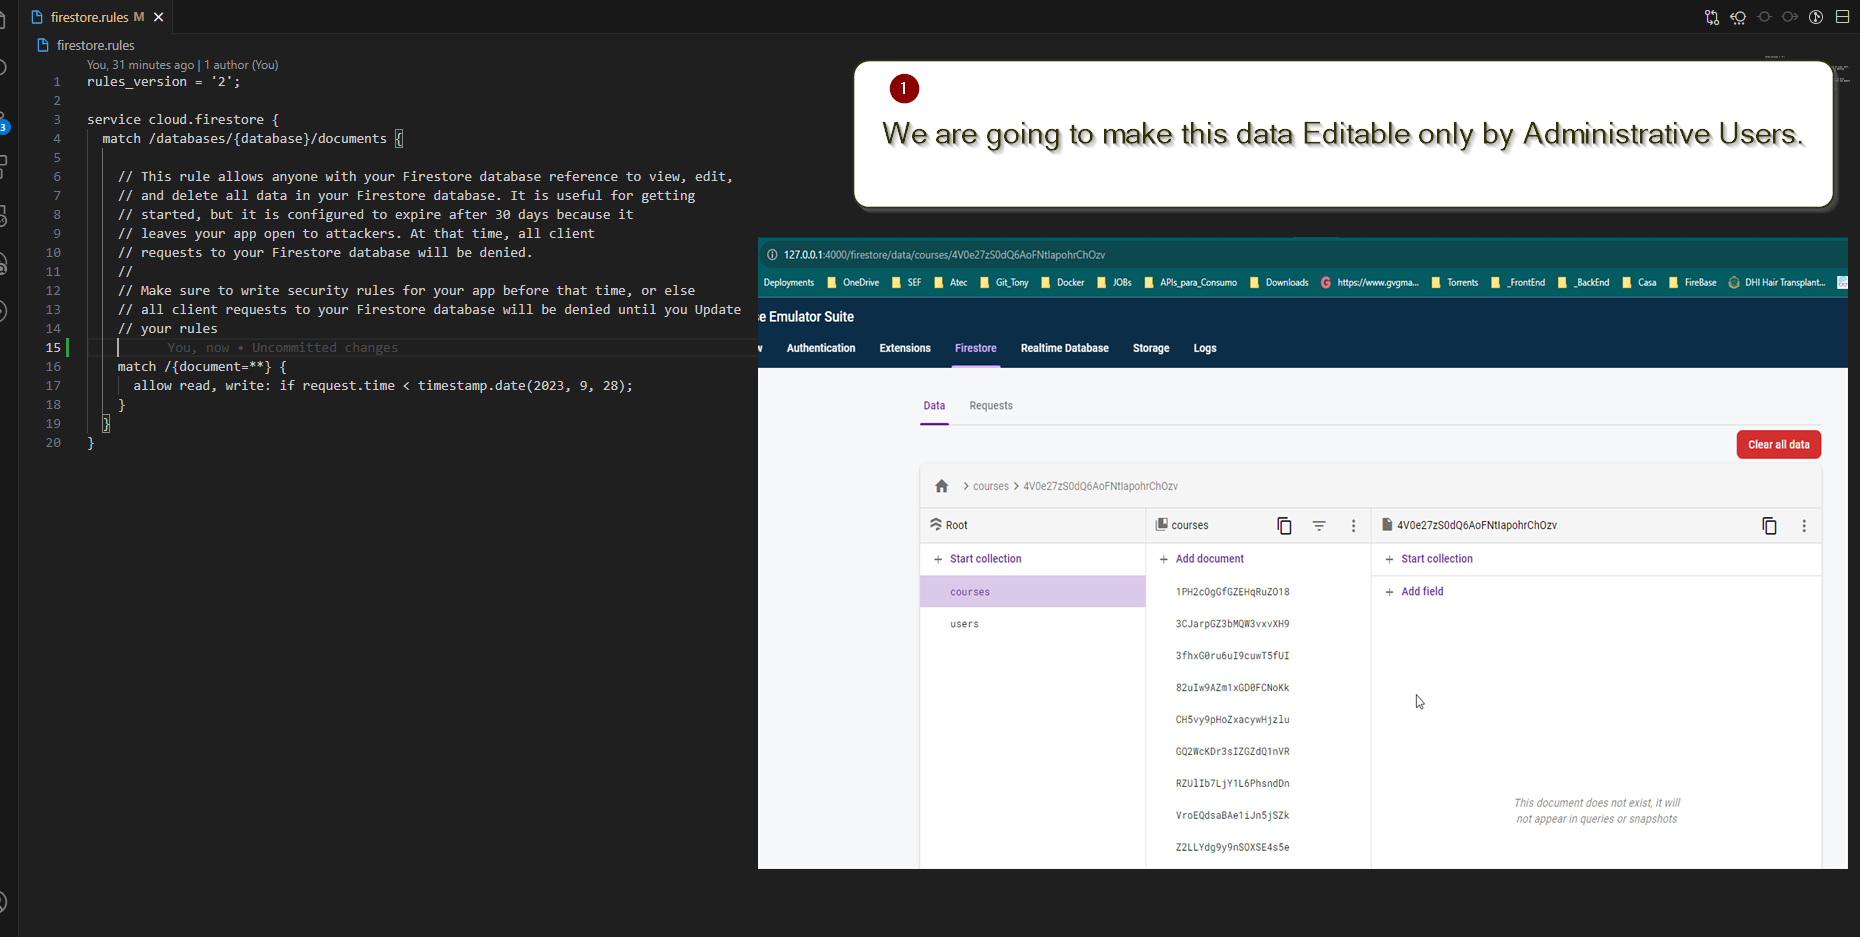 firestore.rules M
firestore.rules
You, 31 minutes ago | 1 author (You)
1 rules_version = '2';
2
3 service cloud.firestore {
4 match /databases/{database}/documents {
5
6 // This rule allows anyone with your Firestore database reference to view, edit,
7 // and delete all data in your Firestore database. It is useful for getting
8 // started, but it is configured to expire after 30 days because it
9 // leaves your app open to attackers. At that time, all client
10 // requests to your Firestore database will be denied.
11 //
12 // Make sure to write security rules for your app before that time, or else
13 // all client requests to your Firestore database will be denied until you Update
14 // your rules
15 You, now • Uncommitted changes
16 match /{document=**} {
17 allow read, write: if request.time < timestamp.date(2023, 9, 28);
18 }
19 }
20 }
3
1
We are going to make this data Editable only by Administrative Users.
127.0.0.1:4000/firestore/data/courses/4V0e27zS0dQ6AoFNtIapohrChOzv
Deployments OneDrive SEF Atec Git_Tony Docker JOBs APIs_para_Consumo Downloads https://www.gvgma... Torrents _FrontEnd _BackEnd Casa FireBase DHI Hair Transplant...
se Emulator Suite
w Authentication Extensions Firestore Realtime Database Storage Logs
Data Requests
Clear all data
courses 4V0e27zS0dQ6AoFNtIapohrChOzv
Root courses 4V0e27zS0dQ6AoFNtIapohrChOzv
+ Start collection + Add document + Start collection
courses 1PH2cOgGfGZEHqRuZO18 + Add field
users 3CJarpGZ3bMQW3vxvXH9
3fhxG0ru6uI9cuwT5fUI
82uIw9AZm1xGD0FCNoKk
CH5vy9pHoZxacywHjzlu
GQ2WcKDr3sIZGZdQ1nVR
RZUlIb7LjY1L6PhsndDn
VroEQdsaBAe1iJn5jSZk
Z2LLYdg9y9nSOXSE4s5e
This document does not exist, it will
not appear in queries or snapshots